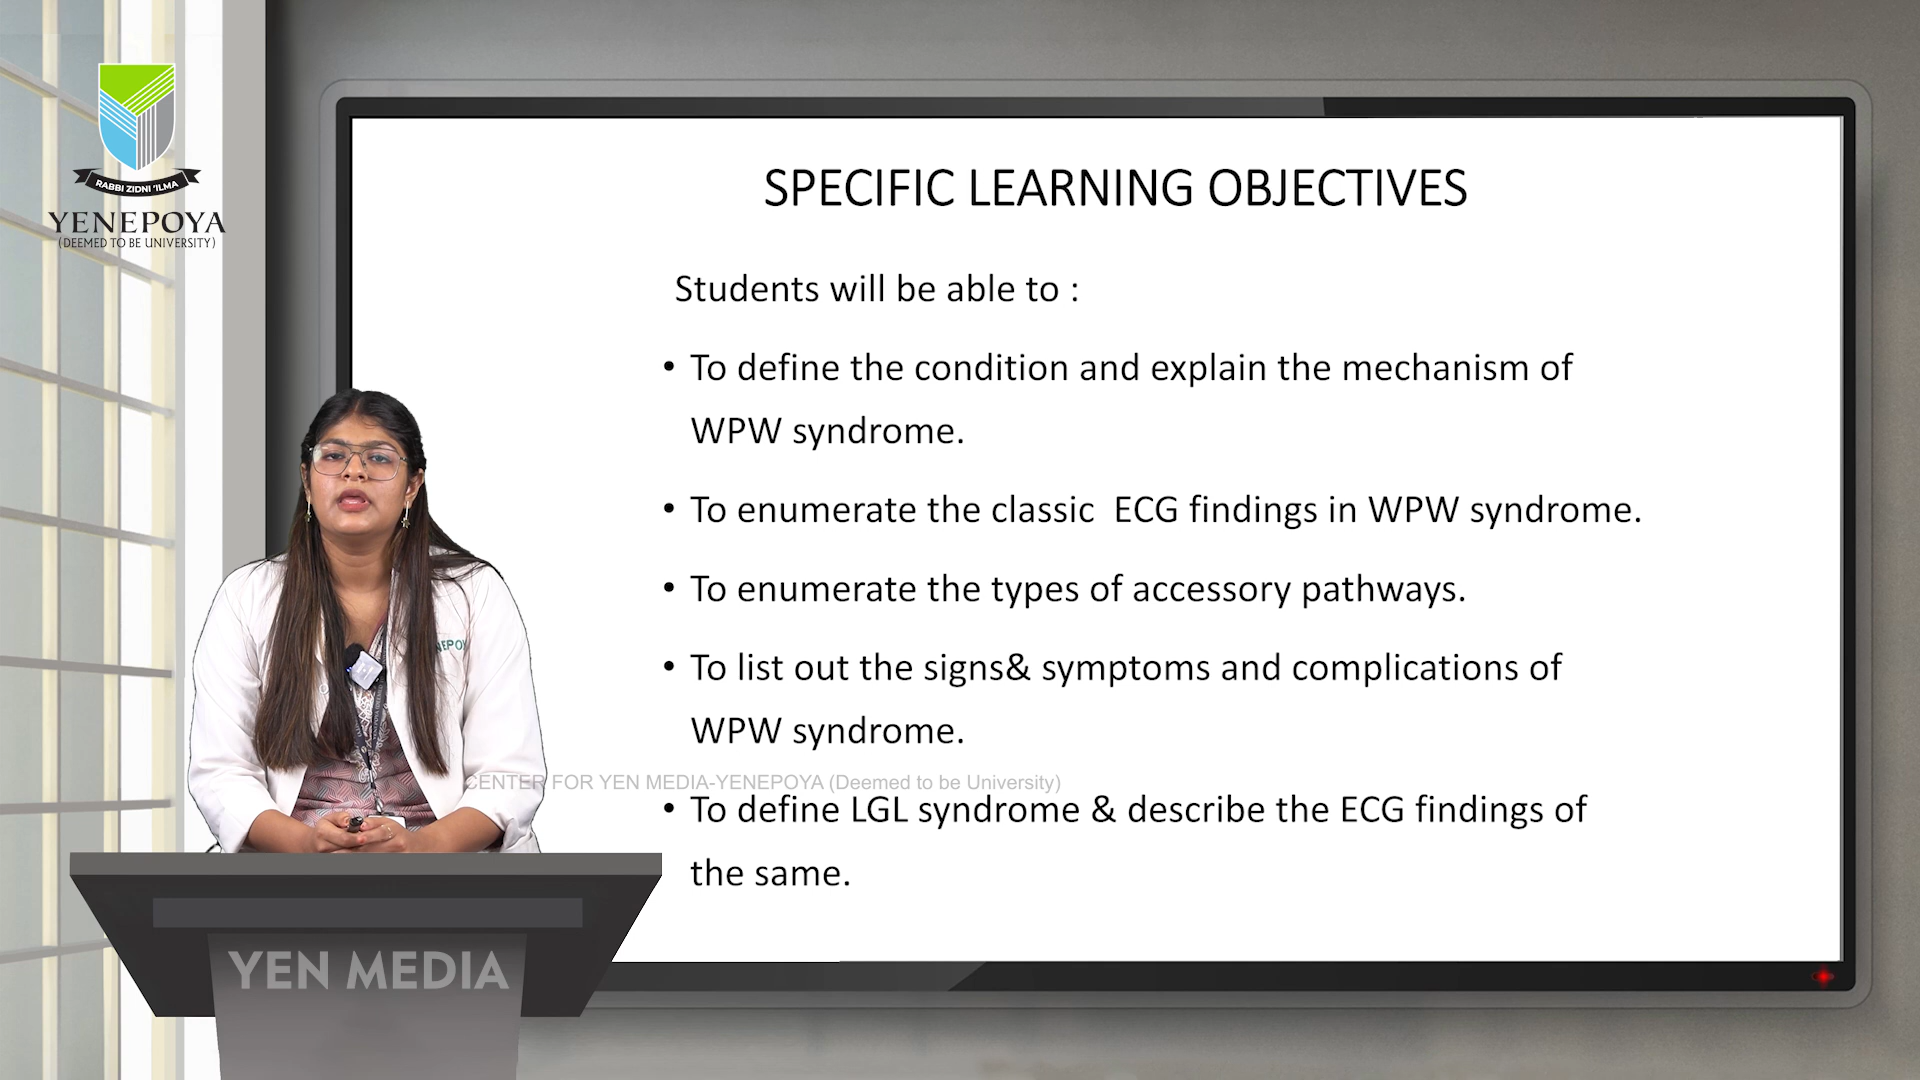 RABBI ZIDNI 'ILMA
YENEPOYA
(DEEMED TO BE UNIVERSITY)
SPECIFIC LEARNING OBJECTIVES
Students will be able to :
• To define the condition and explain the mechanism of
WPW syndrome.
• To enumerate the classic  ECG findings in WPW syndrome.
• To enumerate the types of accessory pathways.
• To list out the signs& symptoms and complications of
WPW syndrome.
CENTER FOR YEN MEDIA-YENEPOYA (Deemed to be University)
• To define LGL syndrome & describe the ECG findings of
the same.
YEN MEDIA